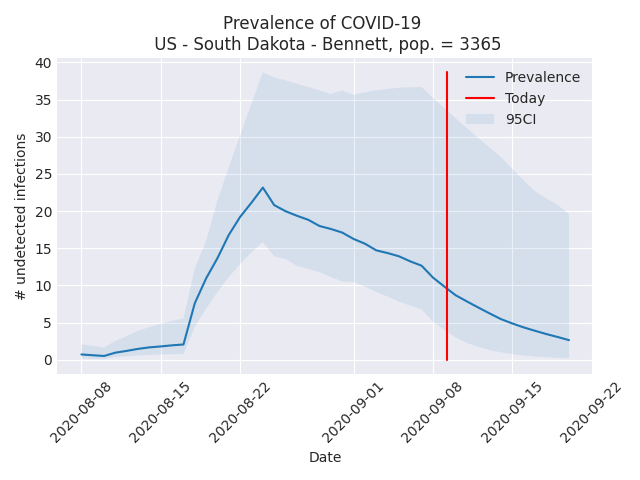 Prevalence of COVID-19
US - South Dakota - Bennett, pop. = 3365
Prevalence
Today
95CI
# undetected infections
40
35
30
25
20
15
10
5
0
2020-08-08
2020-08-15
2020-08-22
2020-09-01
2020-09-08
2020-09-15
2020-09-22
Date